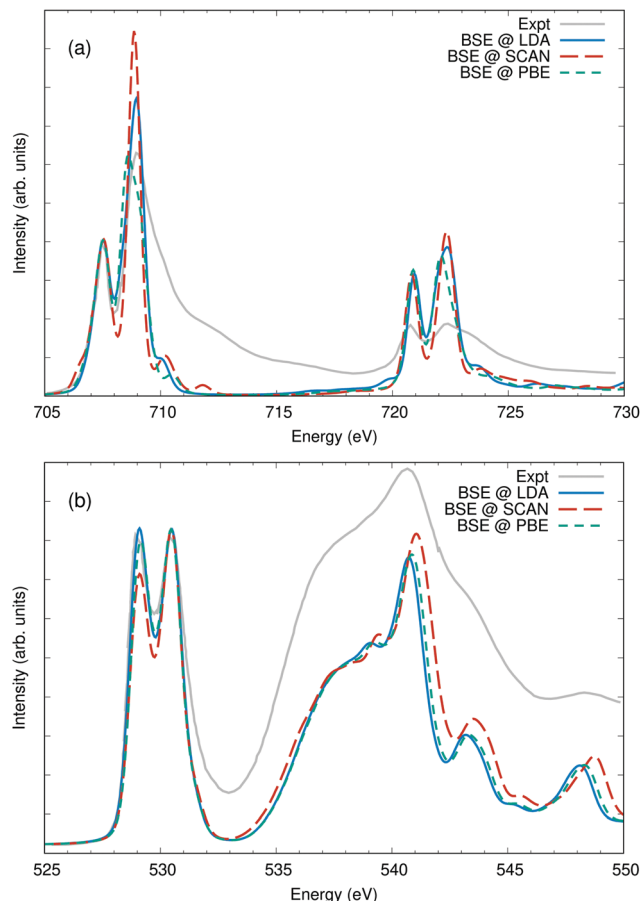 (a)
Expt
BSE @ LDA
BSE @ SCAN
BSE @ PBE
Intensity (arb. units)
705 710 715 720 725 730
Energy (eV)
(b)
Expt
BSE @ LDA
BSE @ SCAN
BSE @ PBE
Intensity (arb. units)
525 530 535 540 545 550
Energy (eV)